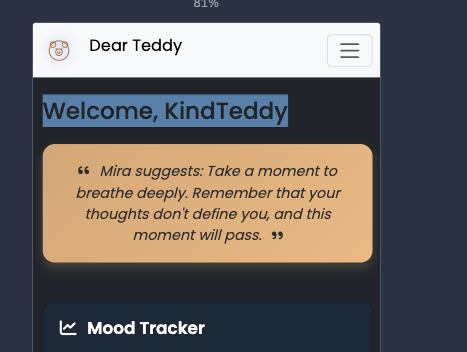 81%
Dear Teddy
Welcome, KindTeddy
“ Mira suggests: Take a moment to
breathe deeply. Remember that your
thoughts don't define you, and this
moment will pass. ”
Mood Tracker